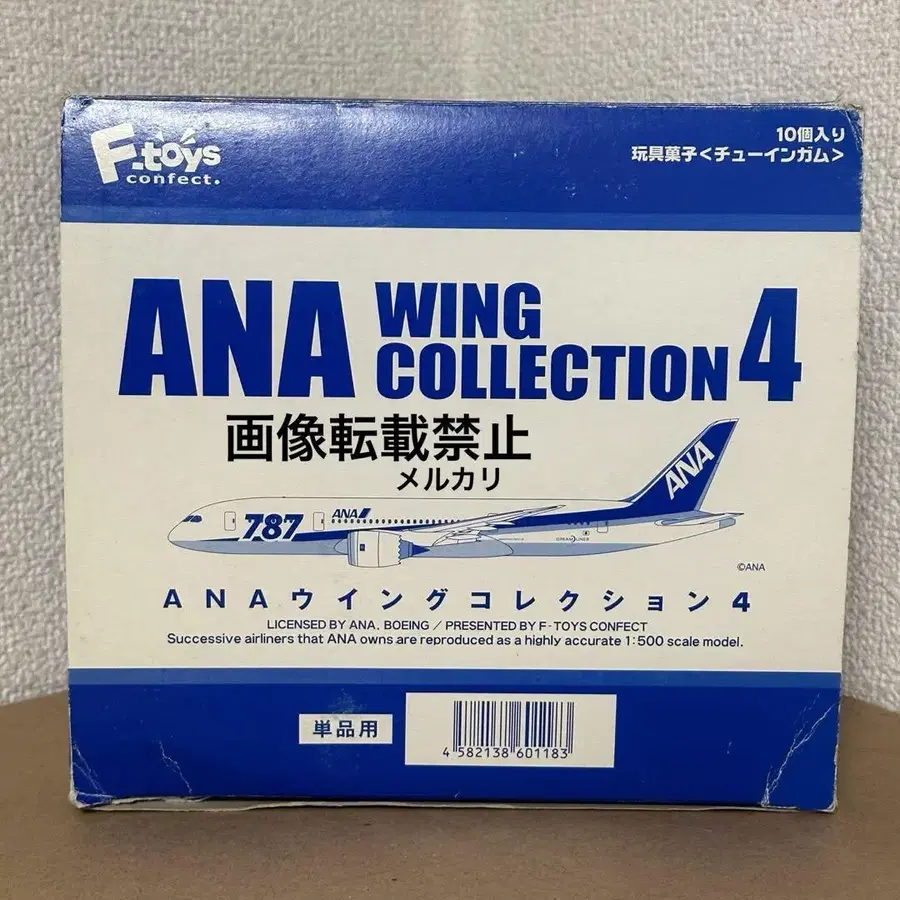 F-toys
confect.
10個入り
玩具菓子<チューインガム>
ANA WING
COLLECTION 4
画像転載禁止
メルカリ
ANA
787
ANA
©ANA
ANAウイングコレクション4
LICENSED BY ANA, BOEING / PRESENTED BY F-TOYS CONFECT
Successive airliners that ANA owns are reproduced as a highly accurate 1:500 scale model.
単品用
4 582138 601183